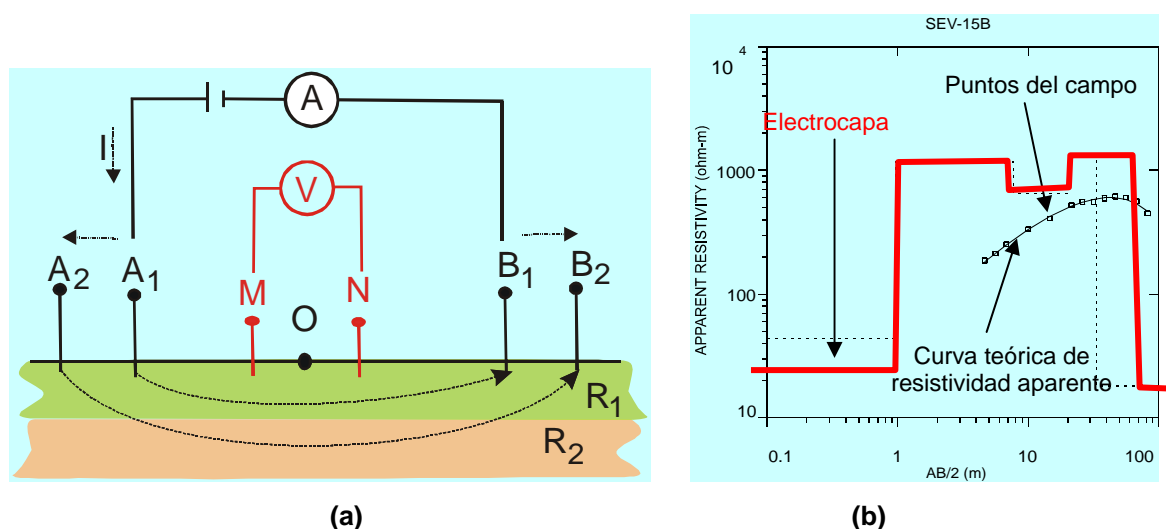 A
I
V
A2
A1
M
N
O
B1
B2
R1
R2
(a)
SEV-15B
10 4
1000
100
10
APPARENT RESISTIVITY (ohm-m)
Puntos del campo
Electrocapa
Curva teórica de
resistividad aparente
0.1
1
10
100
AB/2 (m)
(b)